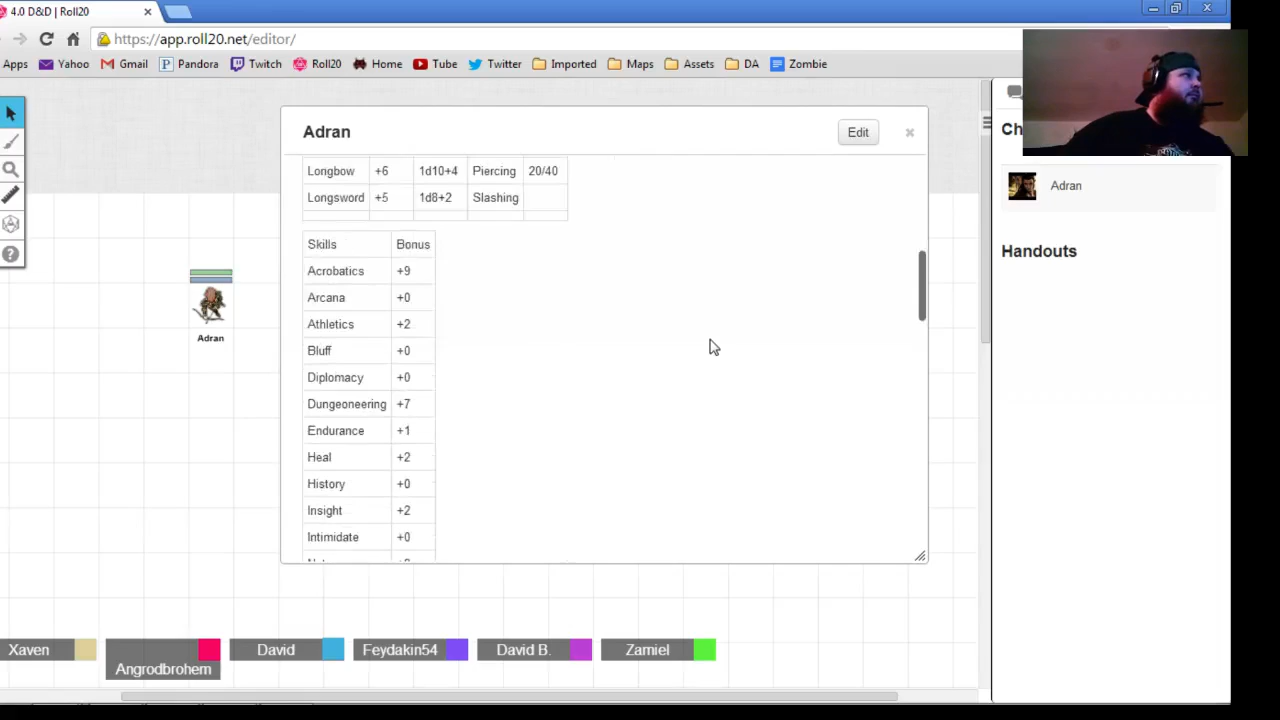 4.0 D&D | Roll20
https://app.roll20.net/editor/
Apps Yahoo Gmail Pandora Twitch Roll20 Home Tube Twitter Imported Maps Assets DA Zombie
Adran Edit
Longbow +6 1d10+4 Piercing 20/40
Longsword +5 1d8+2 Slashing
Skills Bonus
Acrobatics +9
Arcana +0
Athletics +2
Bluff +0
Diplomacy +0
Dungeoneering +7
Endurance +1
Heal +2
History +0
Insight +2
Intimidate +0
Adran
Ch
Adran
Handouts
Xaven
Angrodbrohem
David
Feydakin54
David B.
Zamiel